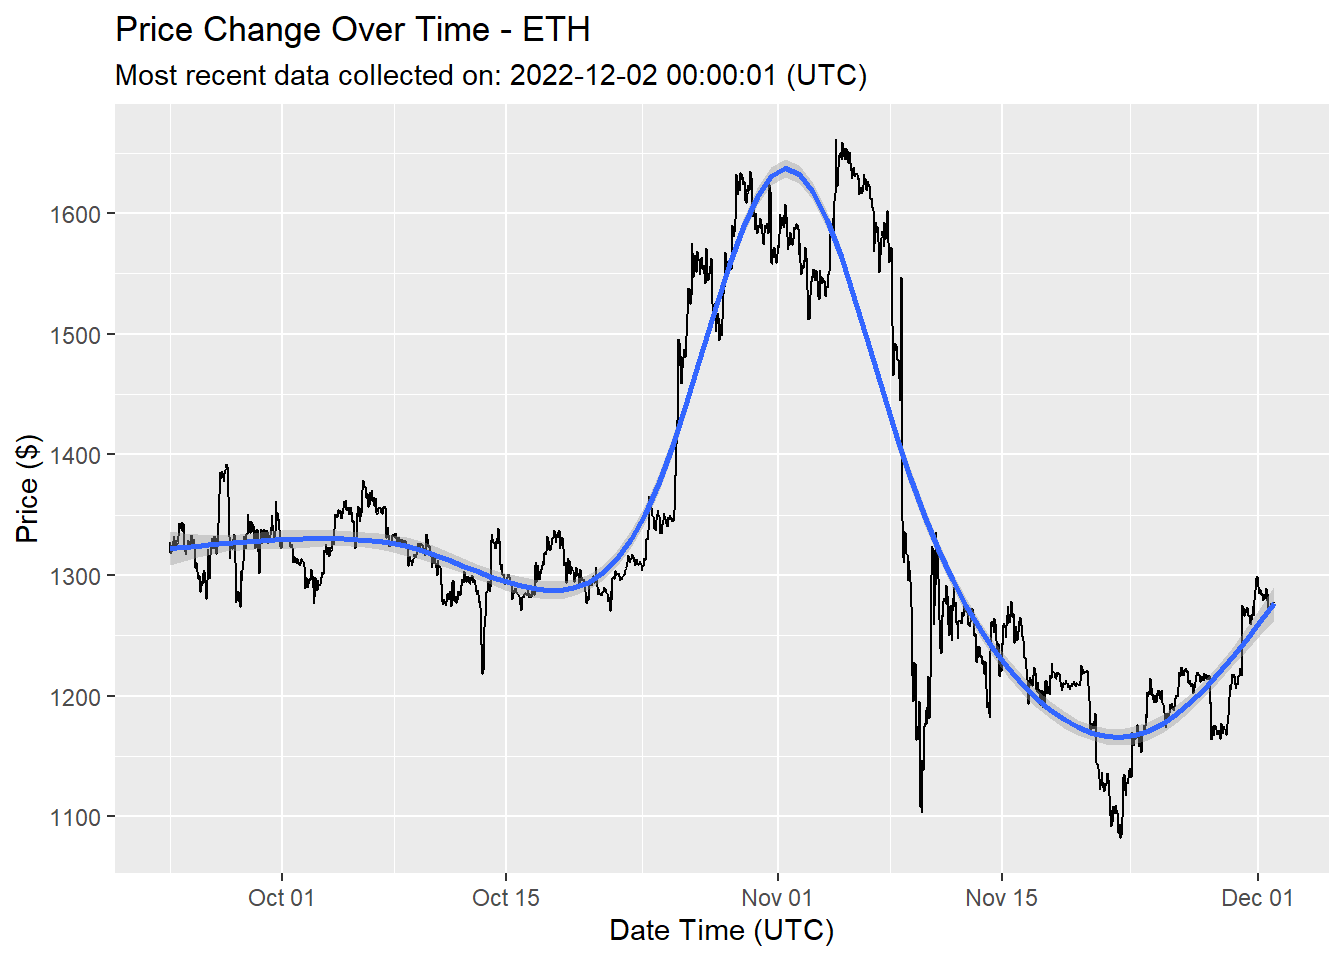 Price Change Over Time - ETH
Most recent data collected on: 2022-12-02 00:00:01 (UTC)
Price ($)
1600
1500
1400
1300
1200
1100
Oct 01
Oct 15
Nov 01
Nov 15
Dec 01
Date Time (UTC)